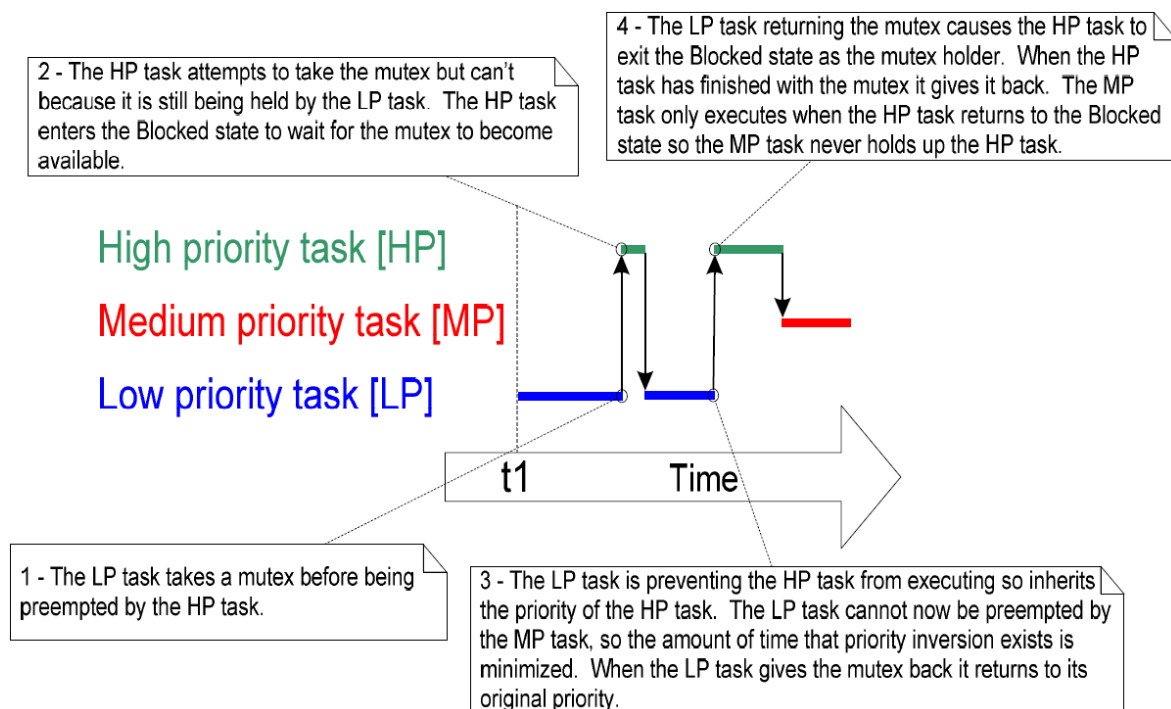 2 - The HP task attempts to take the mutex but can't
because it is still being held by the LP task.  The HP task
enters the Blocked state to wait for the mutex to become
available.
4 - The LP task returning the mutex causes the HP task to
exit the Blocked state as the mutex holder.  When the HP
task has finished with the mutex it gives it back.  The MP
task only executes when the HP task returns to the Blocked
state so the MP task never holds up the HP task.
High priority task [HP]
Medium priority task [MP]
Low priority task [LP]
t1
Time
1 - The LP task takes a mutex before being
preempted by the HP task.
3 - The LP task is preventing the HP task from executing so inherits
the priority of the HP task.  The LP task cannot now be preempted by
the MP task, so the amount of time that priority inversion exists is
minimized.  When the LP task gives the mutex back it returns to its
original priority.